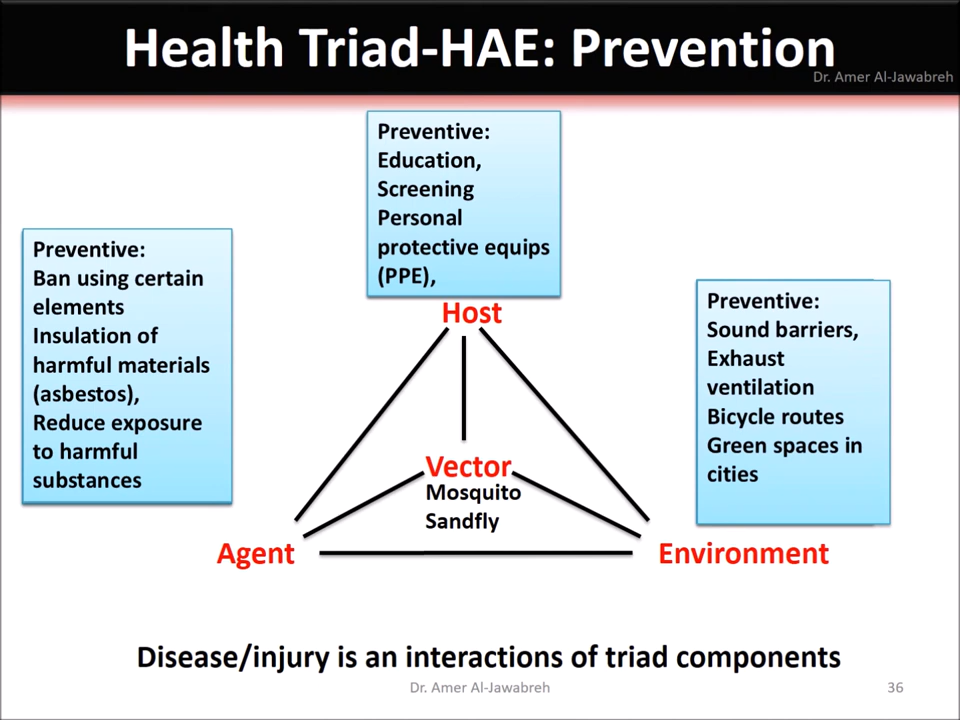 Health Triad-HAE: Prevention
Dr. Amer Al-Jawabreh
Preventive:
Education,
Screening
Personal
protective equips
(PPE),
Preventive:
Ban using certain
elements
Insulation of
harmful materials
(asbestos),
Reduce exposure
to harmful
substances
Preventive:
Sound barriers,
Exhaust
ventilation
Bicycle routes
Green spaces in
cities
Host
Vector
Mosquito
Sandfly
Agent
Environment
Disease/injury is an interactions of triad components
Dr. Amer Al-Jawabreh
36